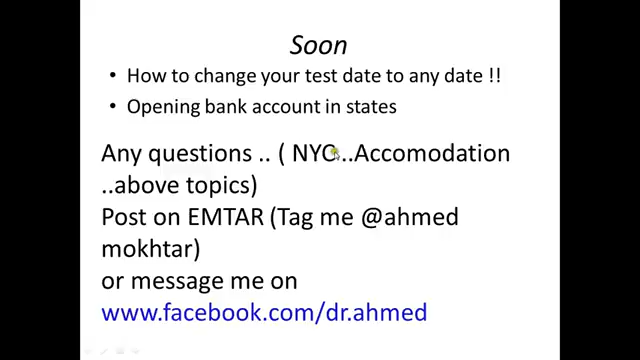 Soon
• How to change your test date to any date !!
• Opening bank account in states
Any questions .. ( NYC...Accomodation
..above topics)
Post on EMTAR (Tag me @ahmed
mokhtar)
or message me on
www.facebook.com/dr.ahmed